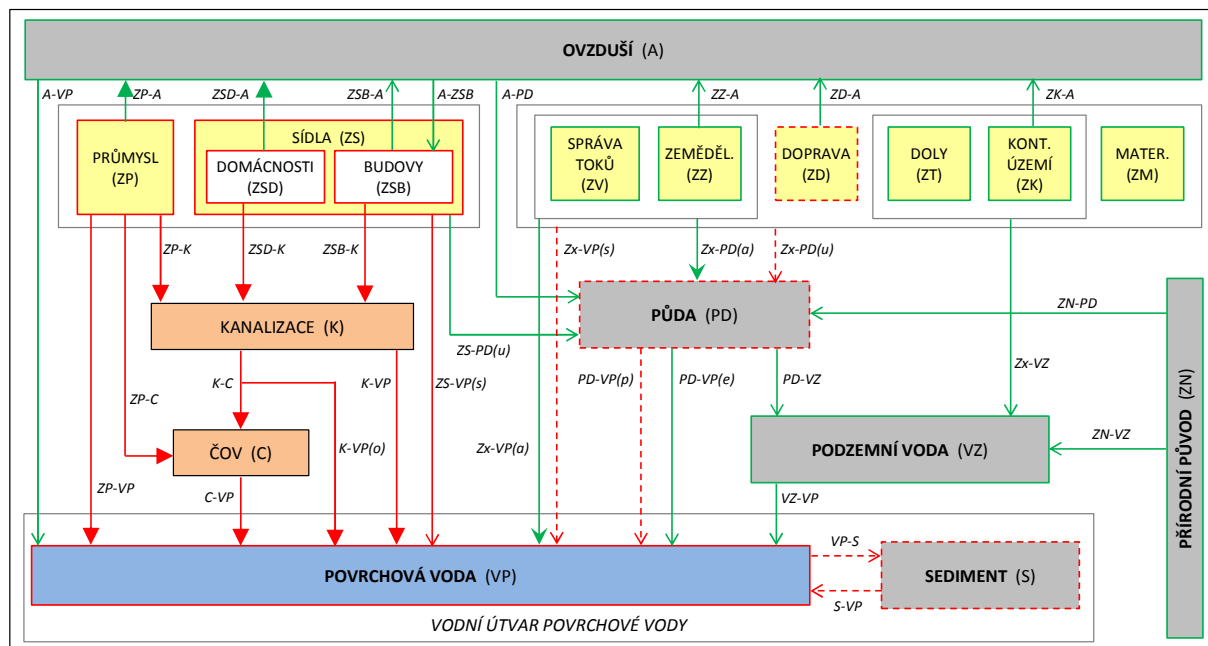 OVZDUŠÍ (A)
A-VP
ZP-A
ZSD-A
ZSB-A
A-ZSB
A-PD
ZZ-A
ZD-A
ZK-A
PRŮMYSL
(ZP)
SÍDLA (ZS)
DOMÁCNOSTI
(ZSD)
BUDOVY
(ZSB)
SPRÁVA
TOKŮ
(ZV)
ZEMĚDĚL.
(ZZ)
DOPRAVA
(ZD)
DOLY
(ZT)
KONT.
ÚZEMÍ
(ZK)
MATER.
(ZM)
ZP-K
ZSD-K
ZSB-K
Zx-VP(s)
Zx-PD(a)
Zx-PD(u)
KANALIZACE (K)
PŮDA (PD)
ZN-PD
ZS-PD(u)
ZP-C
K-C
K-VP
ZS-VP(s)
PD-VP(p)
PD-VP(e)
PD-VZ
Zx-VZ
ČOV (C)
K-VP(o)
Zx-VP(a)
PODZEMNÍ VODA (VZ)
ZN-VZ
PŘÍRODNÍ PŮVOD (ZN)
ZP-VP
C-VP
VZ-VP
POVRCHOVÁ VODA (VP)
VP-S
S-VP
SEDIMENT (S)
VODNÍ ÚTVAR POVRCHOVÉ VODY